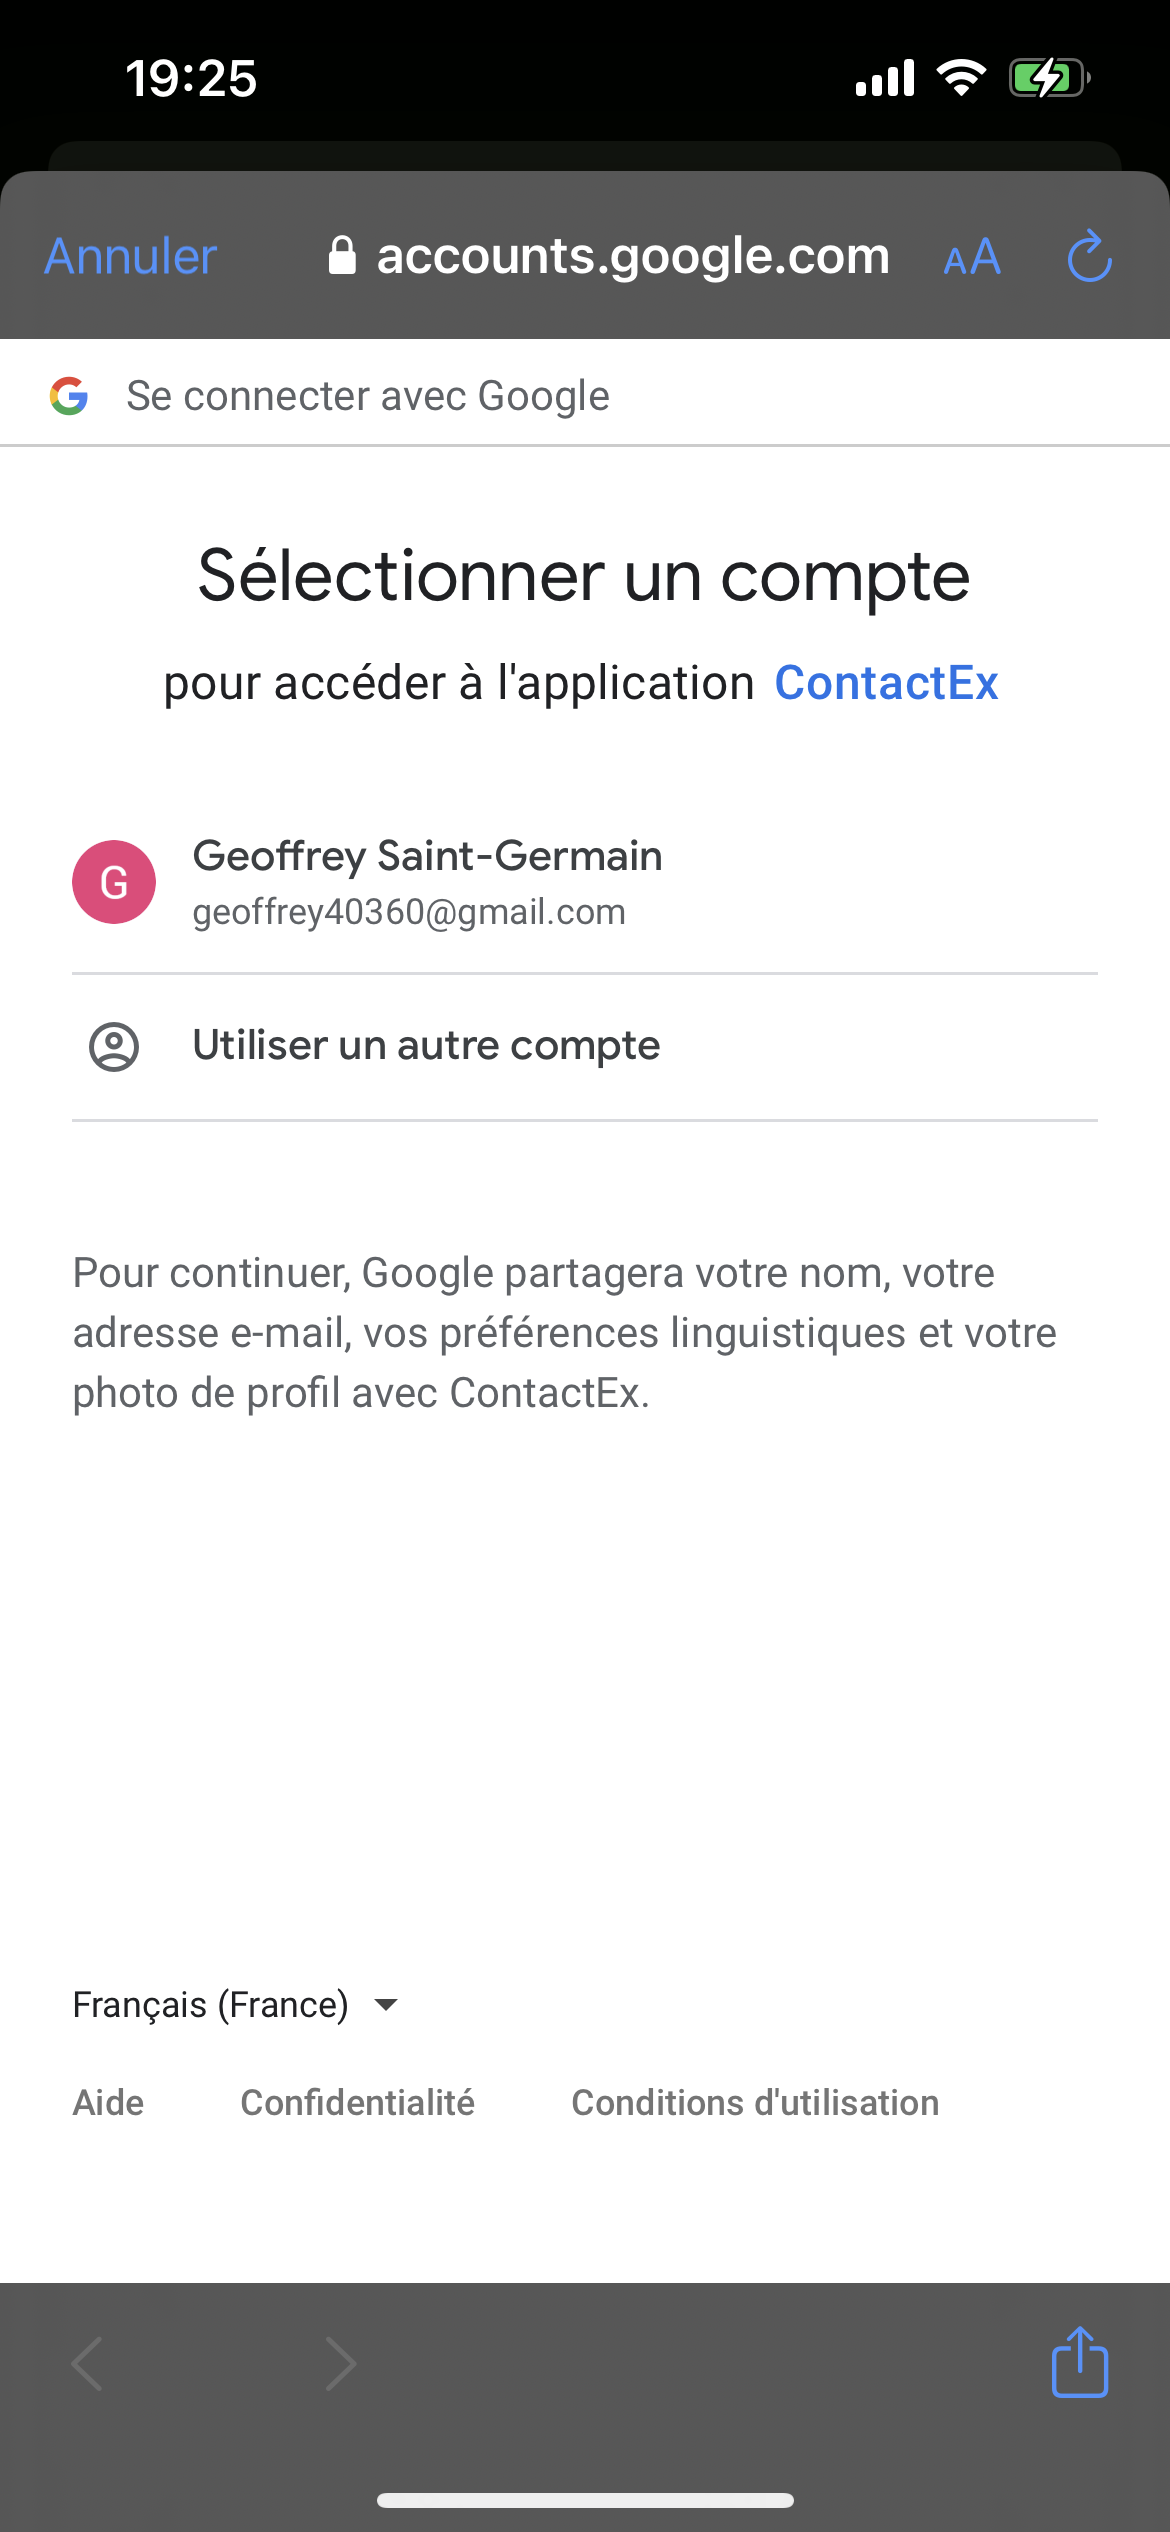 19:25
Annuler
accounts.google.com
AA
Se connecter avec Google
Sélectionner un compte
pour accéder à l'application ContactEx
G
Geoffrey Saint-Germain
geoffrey40360@gmail.com
Utiliser un autre compte
Pour continuer, Google partagera votre nom, votre
adresse e-mail, vos préférences linguistiques et votre
photo de profil avec ContactEx.
Français (France)
Aide Confidentialité Conditions d'utilisation